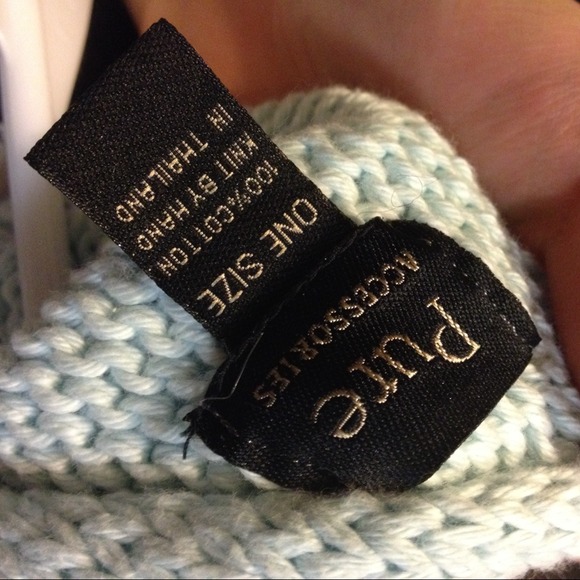 Pure
ACCESSORIES
ONE SIZE
100% COTTON
KNIT BY HAND
IN THAILAND